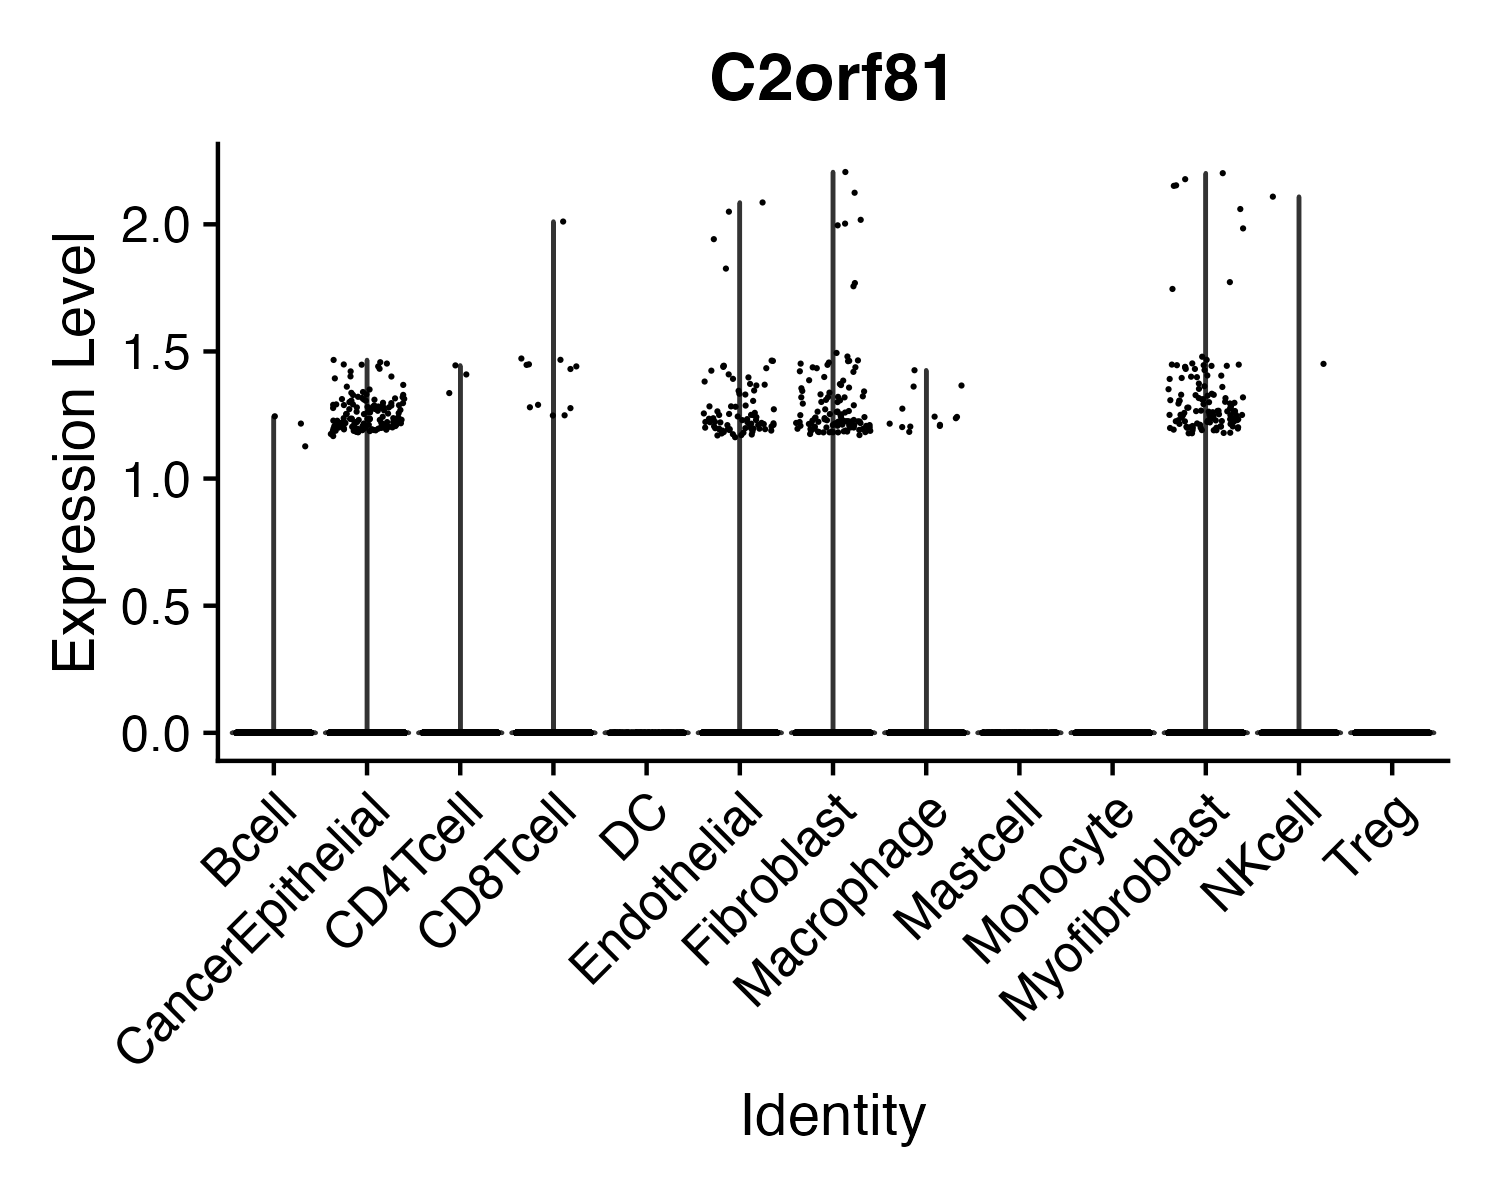 C2orf81
Expression Level
2.0
1.5
1.0
0.5
0.0
Bcell
CancerEpithelial
CD4Tcell
CD8Tcell
DC
Endothelial
Fibroblast
Macrophage
Mastcell
Monocyte
Myofibroblast
NKcell
Treg
Identity